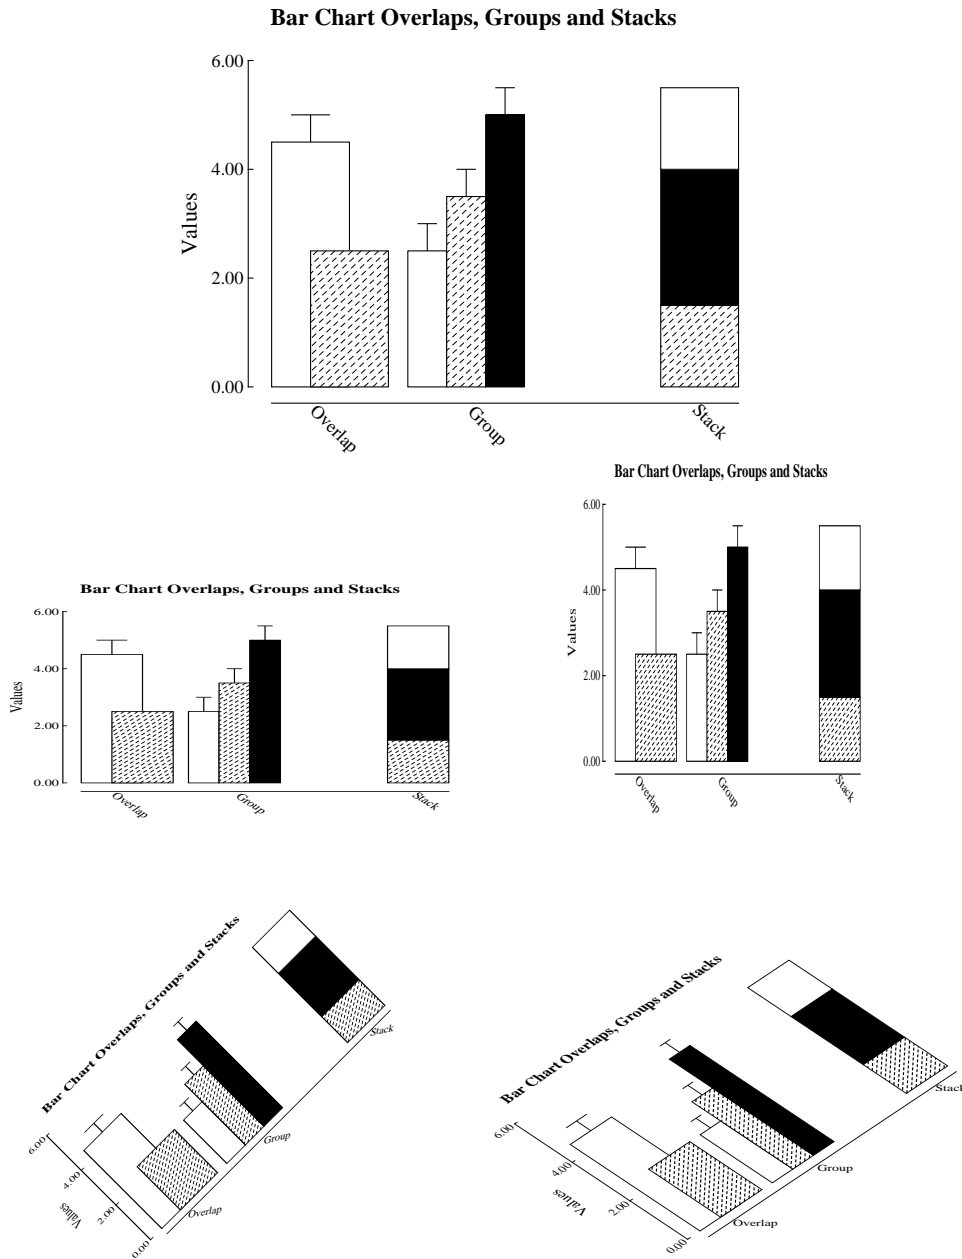 Bar Chart Overlaps, Groups and Stacks
6.00
4.00
2.00
0.00
Values
Overlap
Group
Stack
Bar Chart Overlaps, Groups and Stacks
6.00
4.00
2.00
0.00
Values
Overlap
Group
Stack
Bar Chart Overlaps, Groups and Stacks
6.00
4.00
2.00
0.00
Values
Overlap
Group
Stack
Bar Chart Overlaps, Groups and Stacks
6.00
4.00
2.00
0.00
Values
Overlap
Group
Stack
Bar Chart Overlaps, Groups and Stacks
6.00
4.00
2.00
0.00
Values
Overlap
Group
Stack